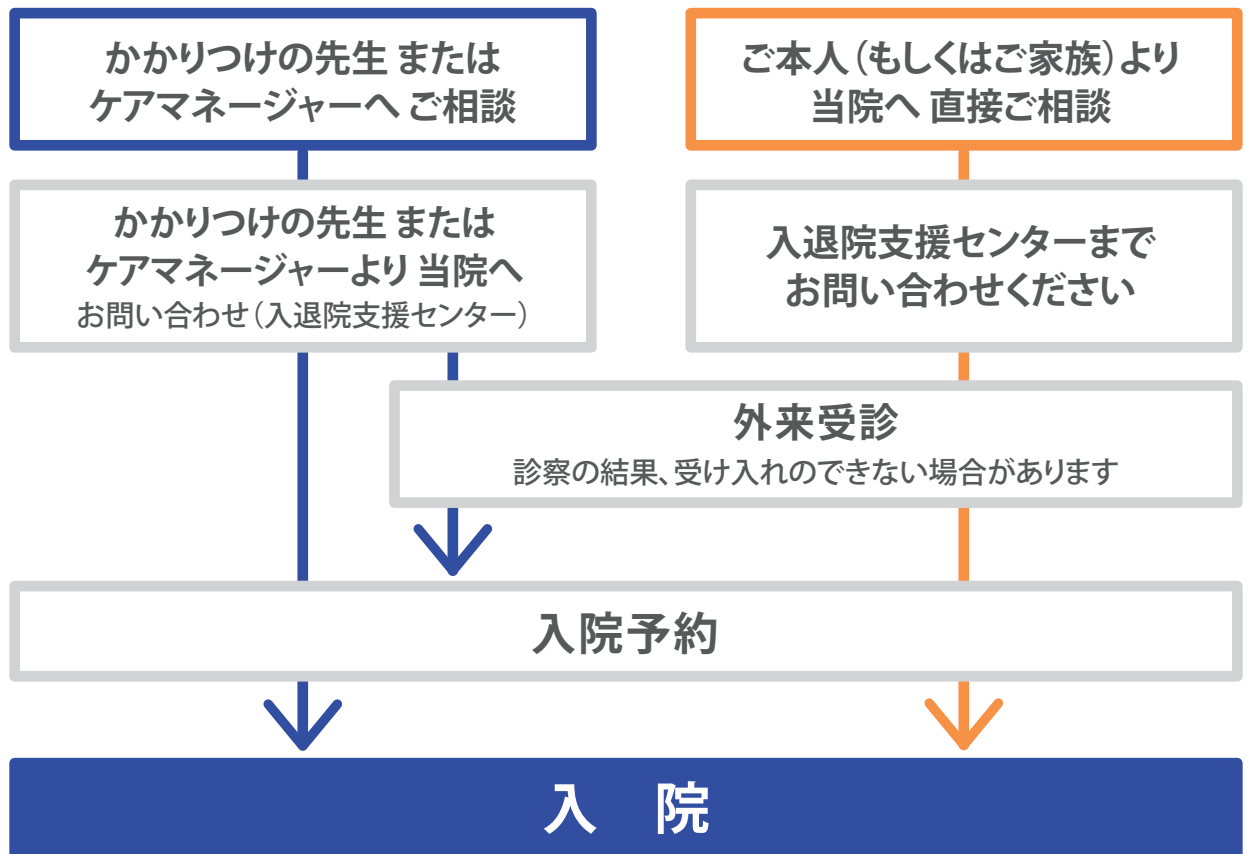 かかりつけの先生 または
ケアマネージャーへ ご相談
ご本人（もしくはご家族）より
当院へ 直接ご相談
かかりつけの先生 または
ケアマネージャーより 当院へ
お問い合わせ（入退院支援センター）
入退院支援センターまで
お問い合わせください
外来受診
診察の結果、受け入れのできない場合があります
入院予約
入　院